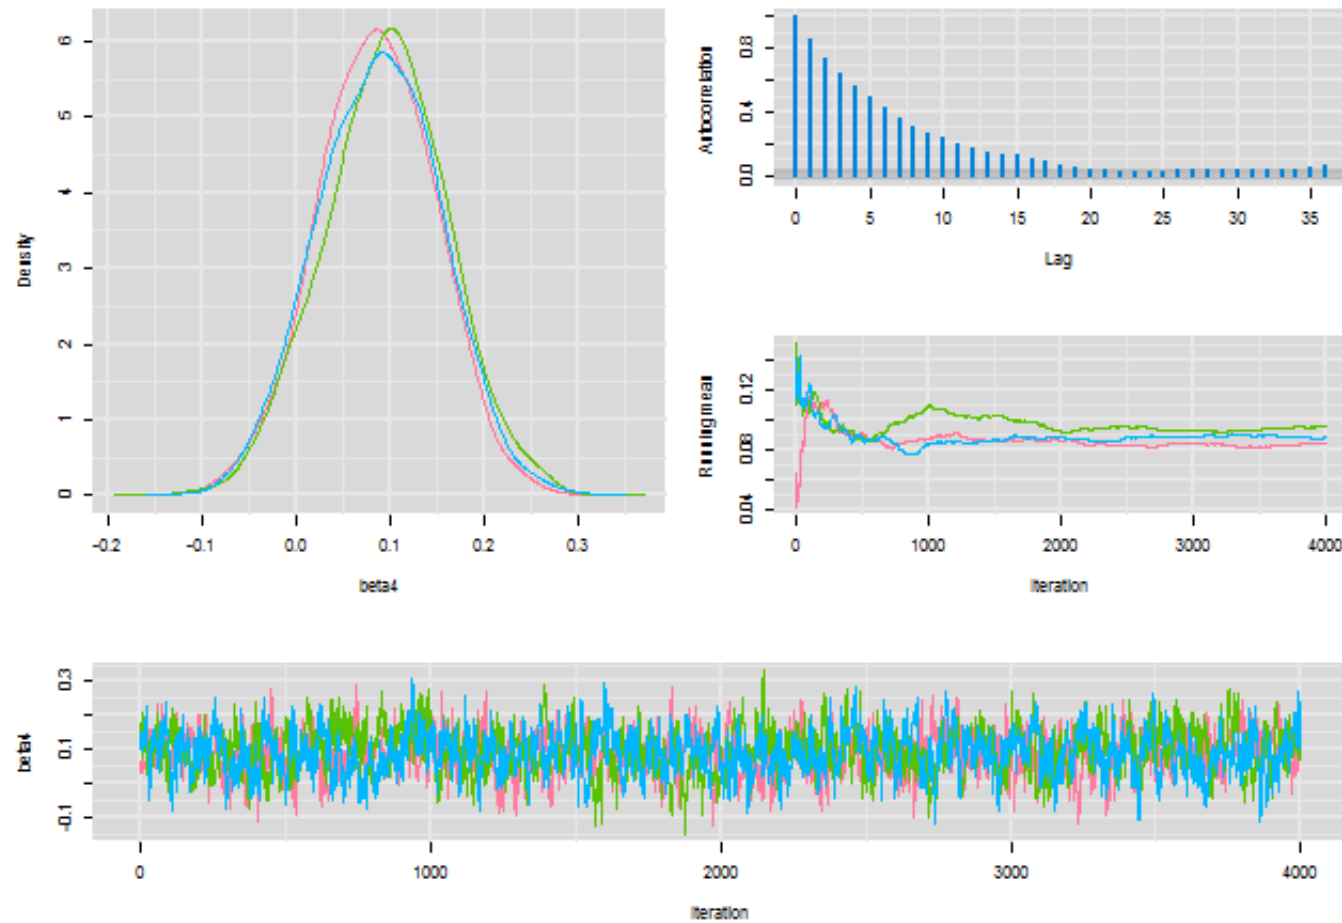 Density
6
5
4
3
2
1
0
-0.2 -0.1 0.0 0.1 0.2 0.3
beta4
Autocorrelation
0.8
0.4
0.0
0 5 10 15 20 25 30 35
Lag
Running mean
0.12
0.08
0.04
0 1000 2000 3000 4000
Iteration
beta4
0.3
0.1
-0.1
0 1000 2000 3000 4000
Iteration